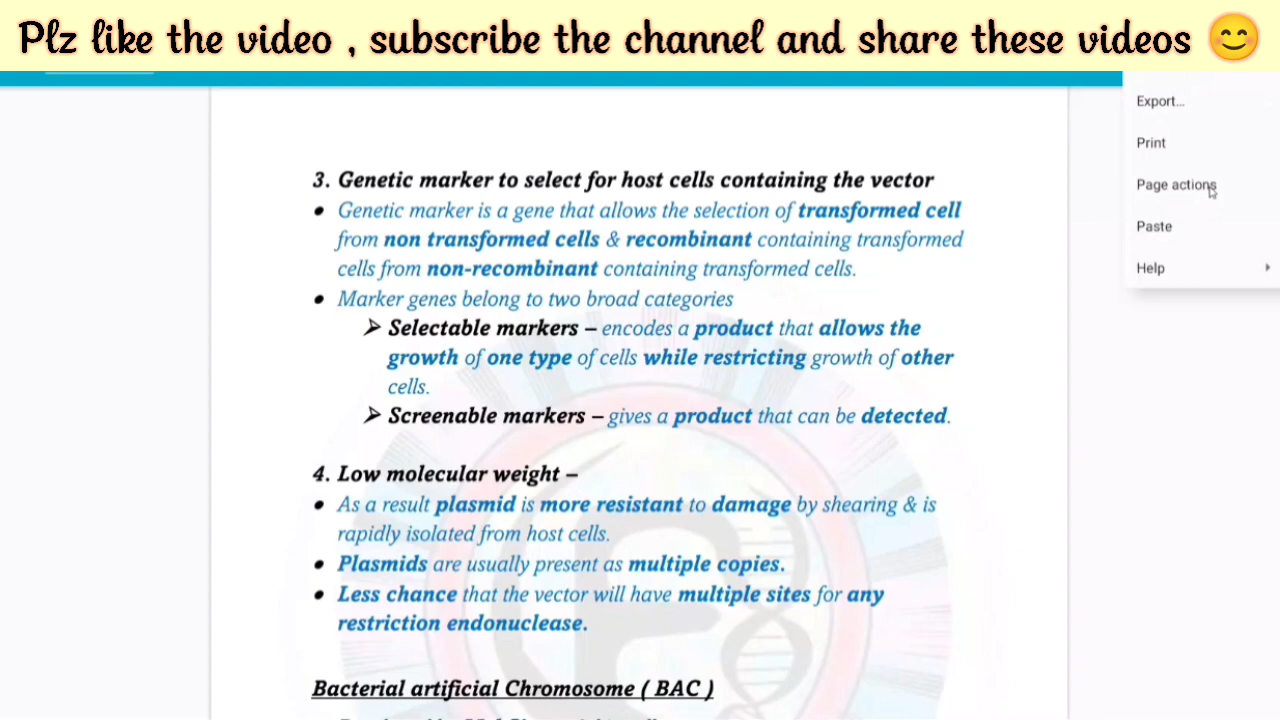 Plz like the video , subscribe the channel and share these videos 😊
Export...
Print
Page actions
Paste
Help
3. Genetic marker to select for host cells containing the vector
• Genetic marker is a gene that allows the selection of transformed cell
from non transformed cells & recombinant containing transformed
cells from non-recombinant containing transformed cells.
• Marker genes belong to two broad categories
➤ Selectable markers – encodes a product that allows the
growth of one type of cells while restricting growth of other
cells.
➤ Screenable markers – gives a product that can be detected.
4. Low molecular weight –
• As a result plasmid is more resistant to damage by shearing & is
rapidly isolated from host cells.
• Plasmids are usually present as multiple copies.
• Less chance that the vector will have multiple sites for any
restriction endonuclease.
Bacterial artificial Chromosome ( BAC )